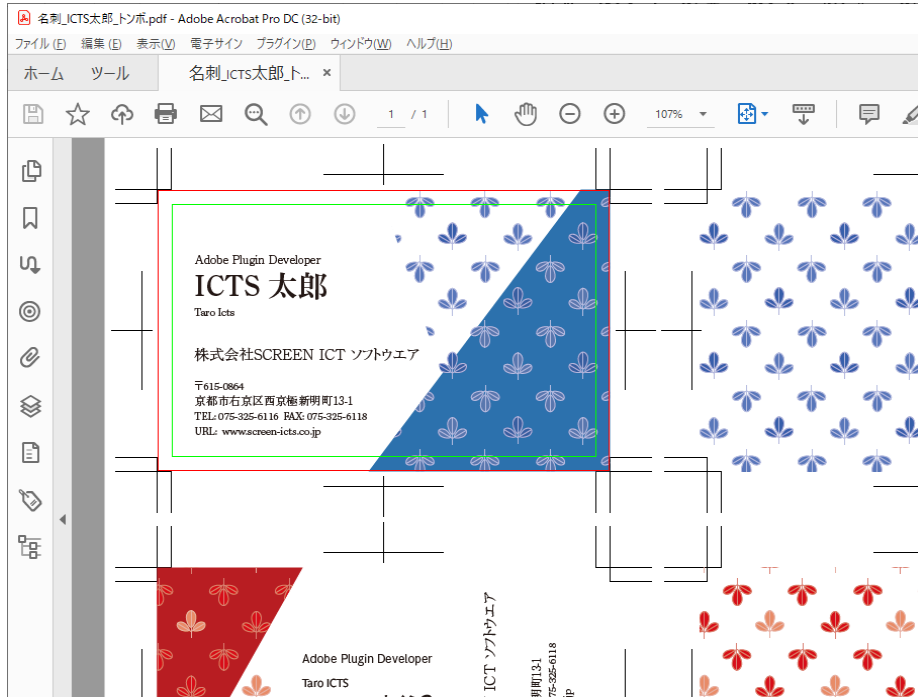 名刺_ICTS太郎_トンボ.pdf - Adobe Acrobat Pro DC (32-bit)
ファイル(F) 編集(E) 表示(V) 電子サイン プラグイン(P) ウィンドウ(W) ヘルプ(H)
ホーム ツール 名刺_ICTS太郎_ト... ×
1 / 1 107%
Adobe Plugin Developer
ICTS 太郎
Taro Icts
株式会社SCREEN ICT ソフトウエア
〒615-0864
京都市右京区西京極新明町13-1
TEL: 075-325-6116 FAX: 075-325-6118
URL: www.screen-icts.co.jp
Adobe Plugin Developer
Taro ICTS
ICT ソフトウエア
明町13-1
75-325-6118
jp